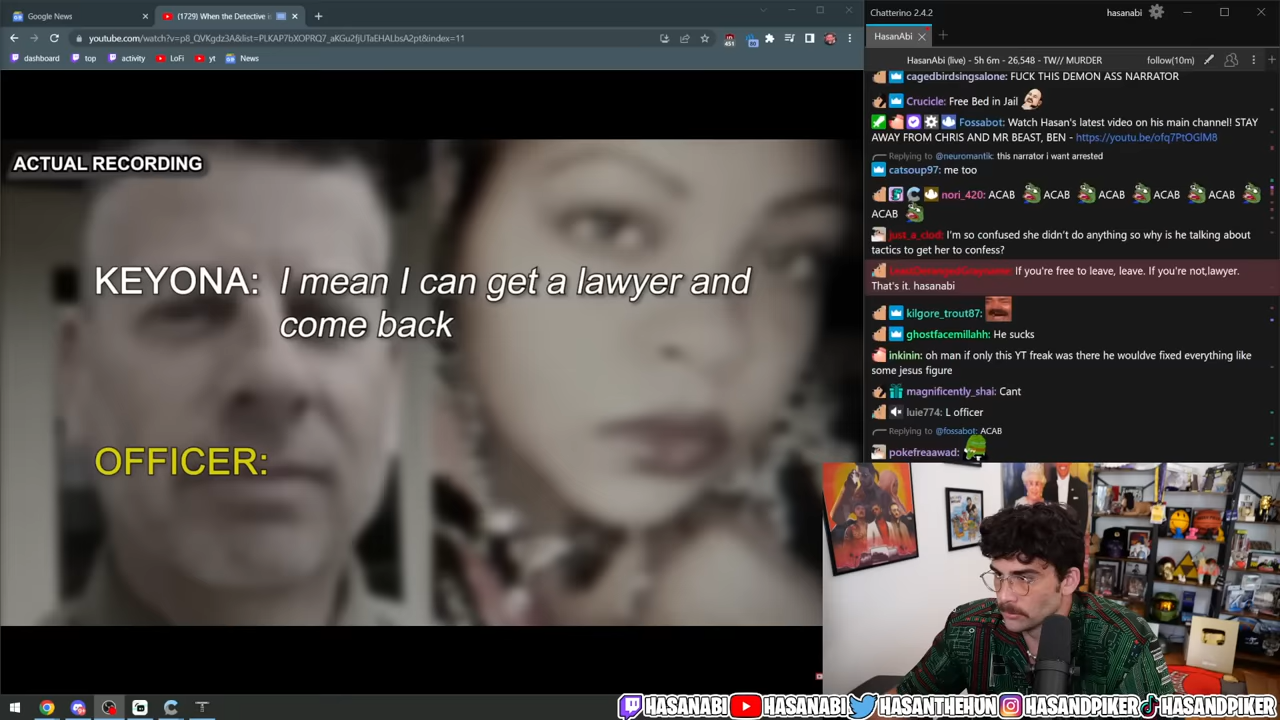 Google News
(1729) When the Detective is
youtube.com/watch?v=p8_QVKgdz3A&list=PLKAP7bXOPRQ7_aKGu2fjUTaEHALbsA2pt&index=11
dashboard top activity LoFi yt News
ACTUAL RECORDING
KEYONA: I mean I can get a lawyer and
come back
OFFICER:
Chatterino 2.4.2
hasanabi
HasanAbi
HasanAbi (live) - 5h 6m - 26,548 - TW// MURDER
follow(10m)
cagedbirdsingsalone: FUCK THIS DEMON ASS NARRATOR
Crucicle: Free Bed in Jail
Fossabot: Watch Hasan's latest video on his main channel! STAY
AWAY FROM CHRIS AND MR BEAST, BEN - https://youtu.be/ofq7PtOGlM8
Replying to @neuromantik: this narrator i want arrested
catsoup97: me too
nori_420: ACAB ACAB ACAB ACAB ACAB
ACAB
just_a_clod: I'm so confused she didn't do anything so why is he talking about
tactics to get her to confess?
If you're free to leave, leave. If you're not,lawyer.
That's it. hasanabi
kilgore_trout87:
ghostfacemillahh: He sucks
inkinin: oh man if only this YT freak was there he wouldve fixed everything like
some jesus figure
magnificently_shai: Cant
luie774: L officer
Replying to @fossabot: ACAB
pokefreaawad:
HASANABI HASANABI HASANTHEHUN HASANDPIKER HASANDPIKER